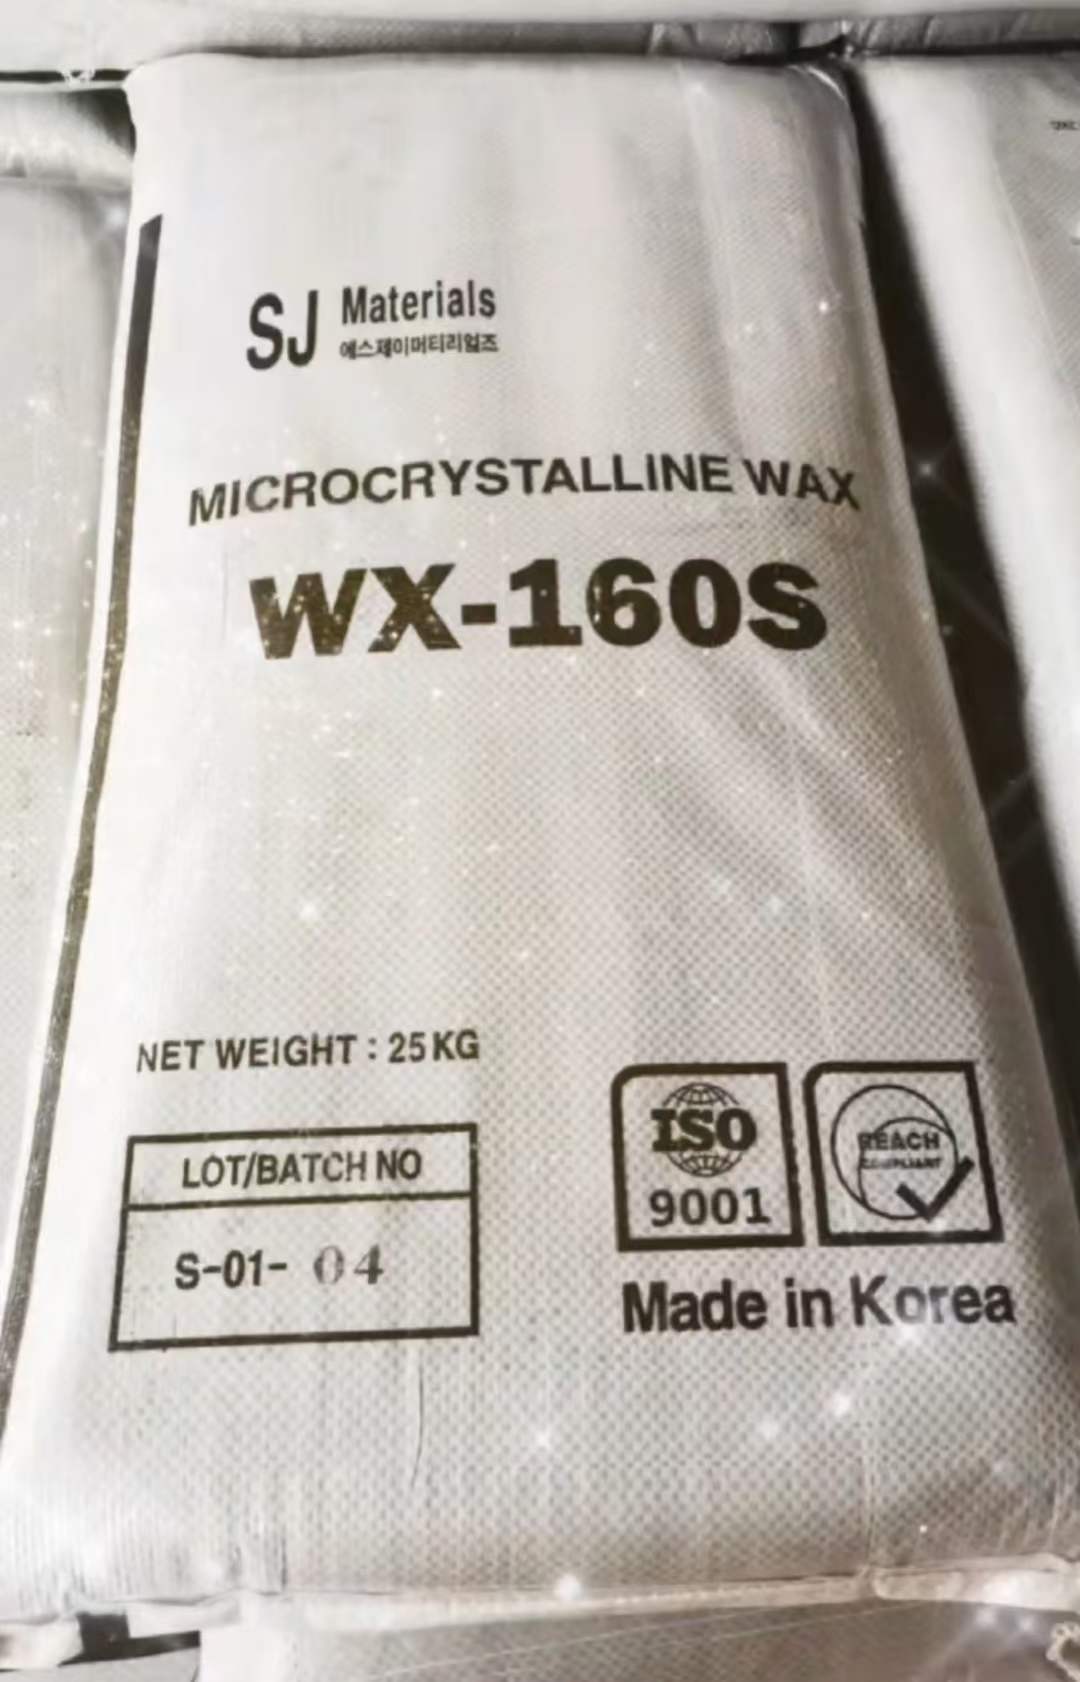 SJ Materials
에스제이머티리얼즈
MICROCRYSTALLINE WAX
WX-160S
NET WEIGHT : 25KG
LOT/BATCH NO
S-01- 04
ISO
9001
REACH
COMPLIANT
Made in Korea